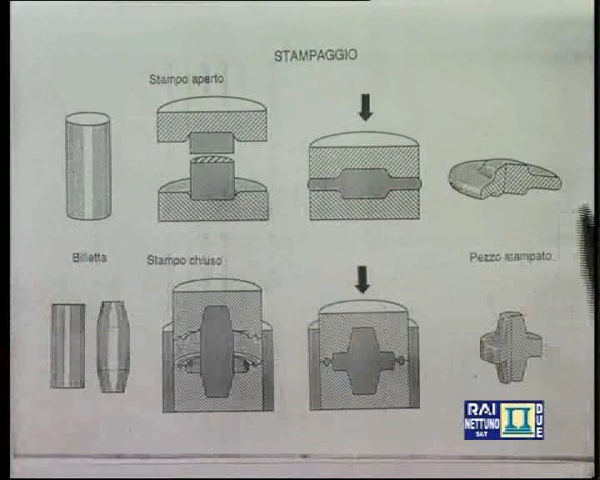 STAMPAGGIO
Stampo aperto
Billetta
Stampo chiuso
Pezzo stampato
RAI
NETTUNO
SAT
DUE